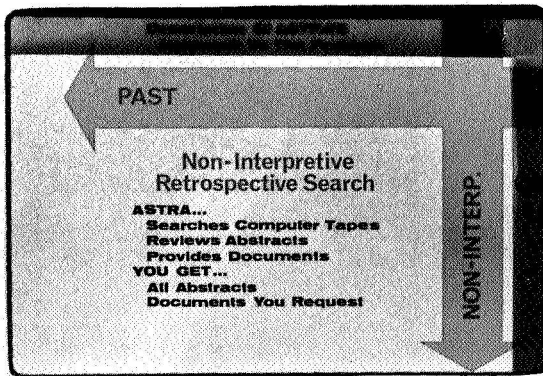 PAST
Non-Interpretive
Retrospective Search
ASTRA...
Searches Computer Tapes
Reviews Abstracts
Provides Documents
YOU GET...
All Abstracts
Documents You Request
NON-INTERP.